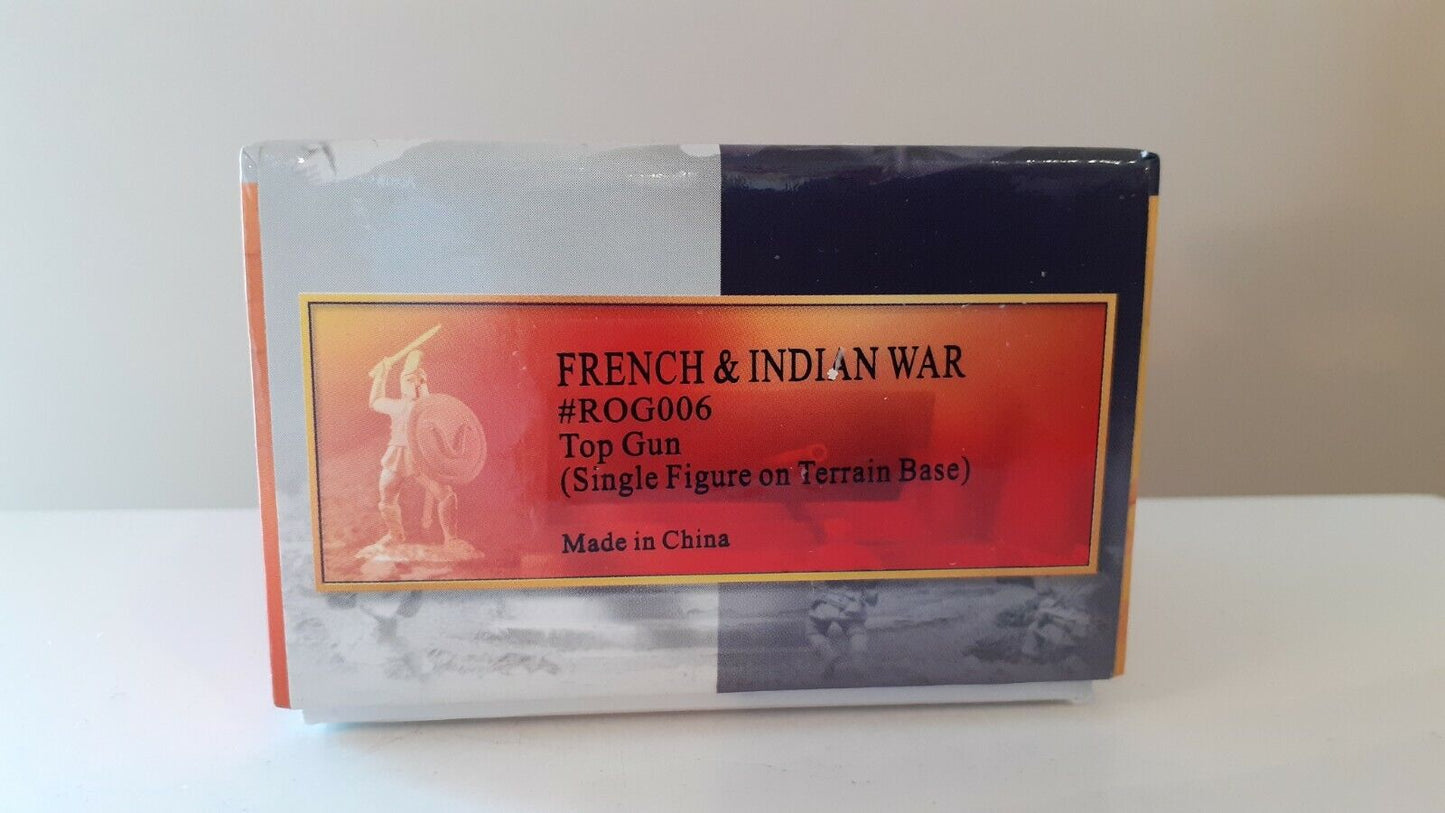 FRENCH & INDIAN WAR
#ROG006
Top Gun
(Single Figure on Terrain Base)
Made in China